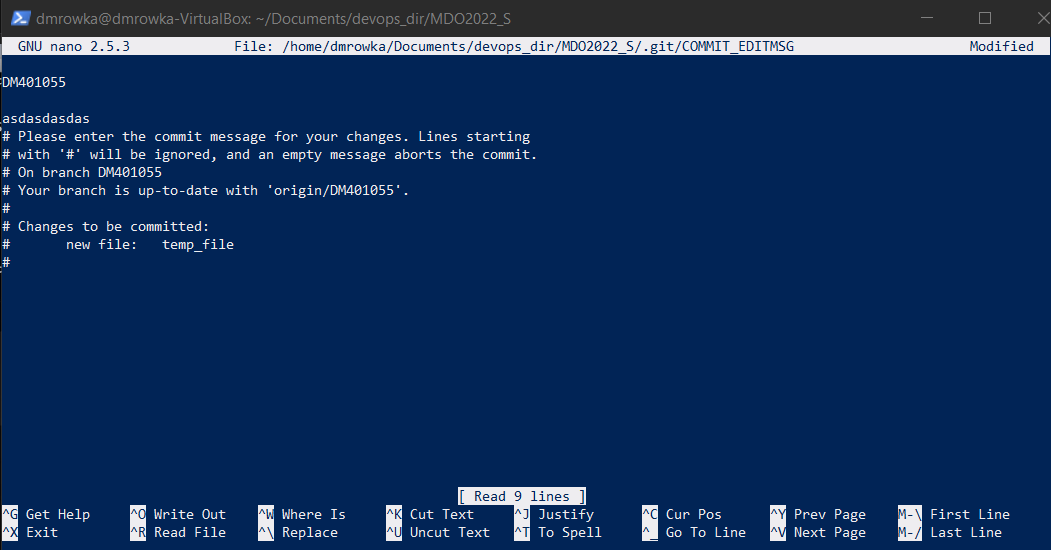 dmrowka@dmrowka-VirtualBox: ~/Documents/devops_dir/MDO2022_S
GNU nano 2.5.3 File: /home/dmrowka/Documents/devops_dir/MDO2022_S/.git/COMMIT_EDITMSG Modified
DM401055
asdasdasdas
# Please enter the commit message for your changes. Lines starting
# with '#' will be ignored, and an empty message aborts the commit.
# On branch DM401055
# Your branch is up-to-date with 'origin/DM401055'.
#
# Changes to be committed:
#       new file:   temp_file
#
[ Read 9 lines ]
^G Get Help ^O Write Out ^W Where Is ^K Cut Text ^J Justify ^C Cur Pos ^Y Prev Page M-\ First Line
^X Exit ^R Read File ^\ Replace ^U Uncut Text ^T To Spell ^_ Go To Line ^V Next Page M-/ Last Line